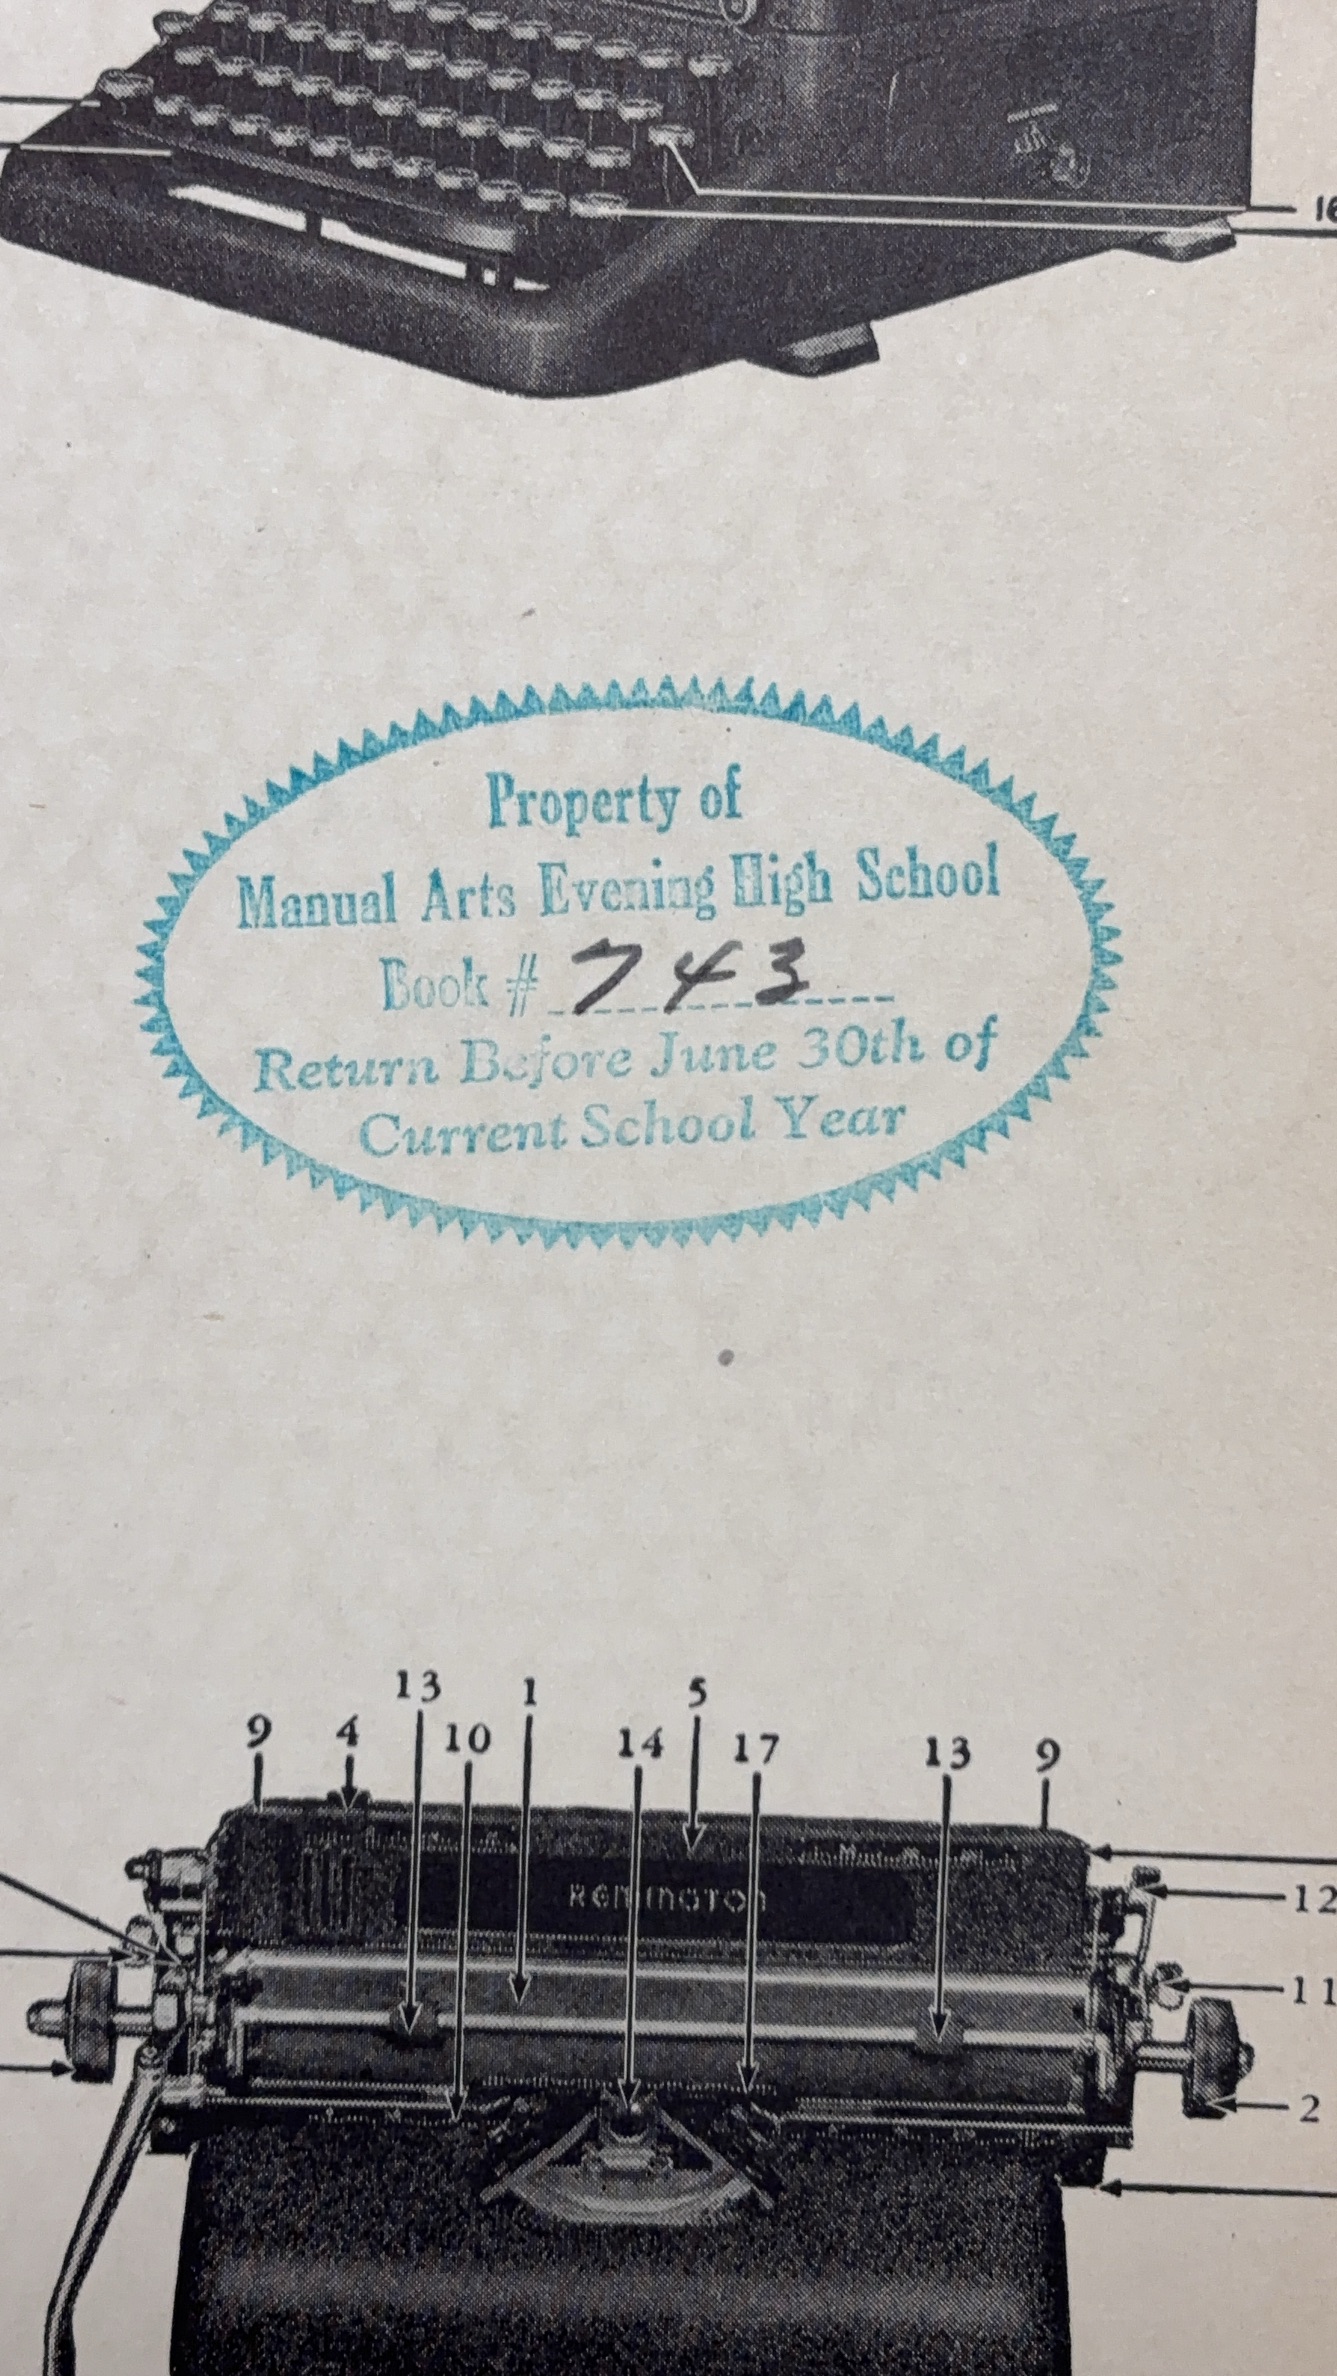 16
Property of
Manual Arts Evening High School
Book # 743
Return Before June 30th of
Current School Year
13 1 5
9 4 10 14 17 13 9
REMINGTON
12
11
2